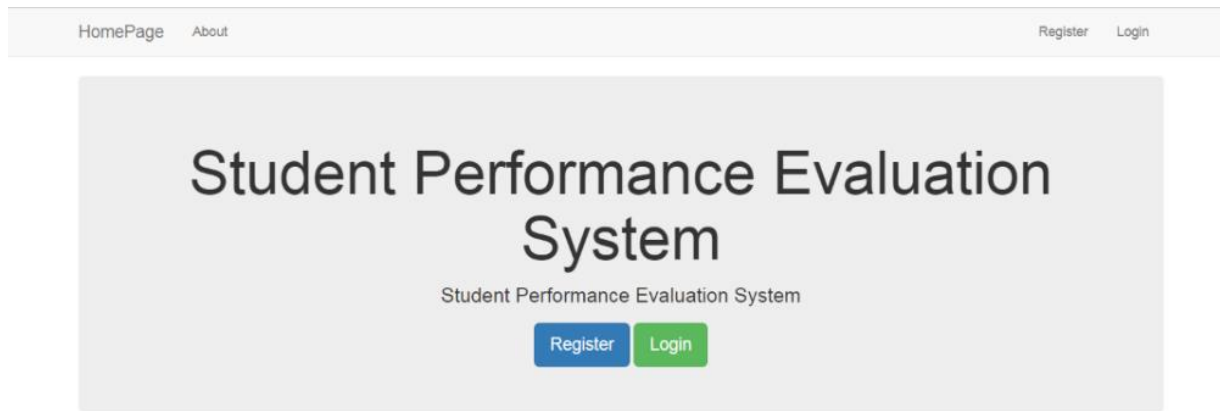 HomePage About Register Login
Student Performance Evaluation
System
Student Performance Evaluation System
Register Login